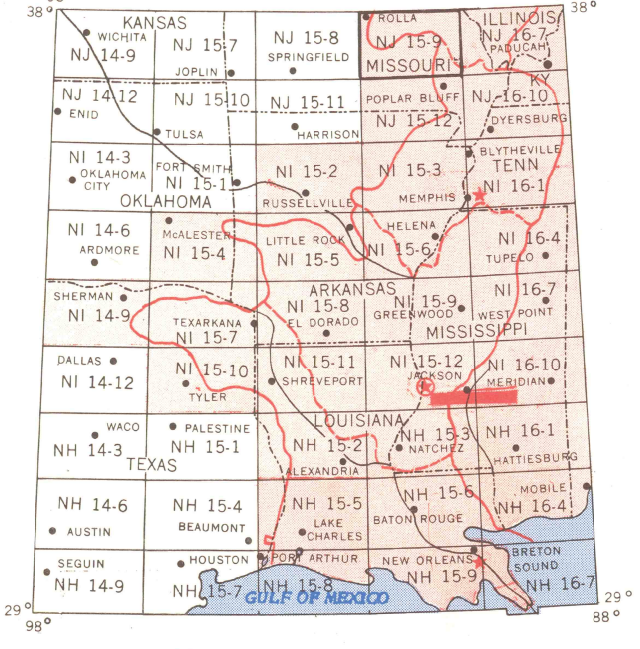 38°
KANSAS
ROLLA
ILLINOIS
38°
WICHITA
NJ 14-9
NJ 15-7
NJ 15-8
NJ 15-9
NJ 16-7
JOPLIN
SPRINGFIELD
MISSOURI
PADUCAH
KY
NJ 14-12
NJ 15-10
NJ 15-11
POPLAR BLUFF
NJ 16-10
ENID
TULSA
HARRISON
NJ 15-12
DYERSBURG
NI 14-3
FORT SMITH
NI 15-2
NI 15-3
BLYTHEVILLE
TENN
OKLAHOMA
CITY
NI 15-1
RUSSELLVILLE
MEMPHIS
NI 16-1
OKLAHOMA
NI 14-6
McALESTER
LITTLE ROCK
HELENA
NI 16-4
ARDMORE
NI 15-4
NI 15-5
NI 15-6
TUPELO
SHERMAN
ARKANSAS
NI 16-7
NI 14-9
TEXARKANA
NI 15-8
NI 15-9
GREENWOOD
WEST POINT
NI 15-7
EL DORADO
MISSISSIPPI
DALLAS
NI 15-10
NI 15-11
NI 15-12
NI 16-10
NI 14-12
TYLER
SHREVEPORT
JACKSON
MERIDIAN
WACO
PALESTINE
LOUISIANA
NH 16-1
NH 14-3
NH 15-1
NH 15-2
NH 15-3
NATCHEZ
HATTIESBURG
TEXAS
ALEXANDRIA
NH 14-6
NH 15-4
NH 15-5
NH 15-6
MOBILE
NH 16-4
AUSTIN
BEAUMONT
LAKE
CHARLES
BATON ROUGE
SEGUIN
HOUSTON
PORT ARTHUR
NEW ORLEANS
BRETON
SOUND
NH 14-9
NH 15-7
NH 15-8
NH 15-9
NH 16-7
GULF OF MEXICO
29°
98°
29°
88°